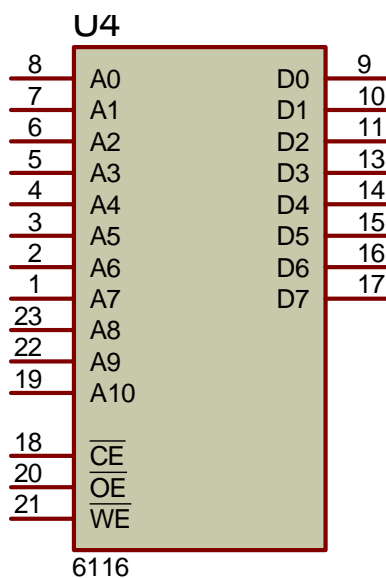 U4
8 A0 D0 9
7 A1 D1 10
6 A2 D2 11
5 A3 D3 13
4 A4 D4 14
3 A5 D5 15
2 A6 D6 16
1 A7 D7 17
23 A8
22 A9
19 A10
18 CE
20 OE
21 WE
6116